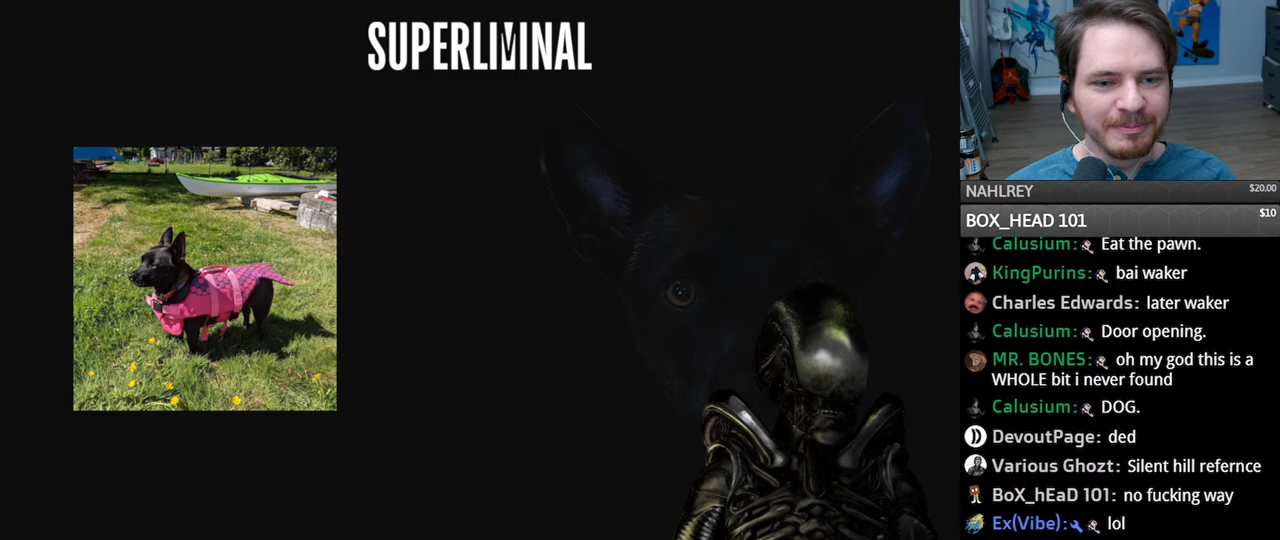 SUPERLIMINAL
NAHLREY $20.00
BOX_HEAD 101 $10
Calusium: Eat the pawn.
KingPurins: bai waker
Charles Edwards: later waker
Calusium: Door opening.
MR. BONES: oh my god this is a
WHOLE bit i never found
Calusium: DOG.
DevoutPage: ded
Various Ghozt: Silent hill refernce
BoX_hEaD 101: no fucking way
Ex(Vibe): lol